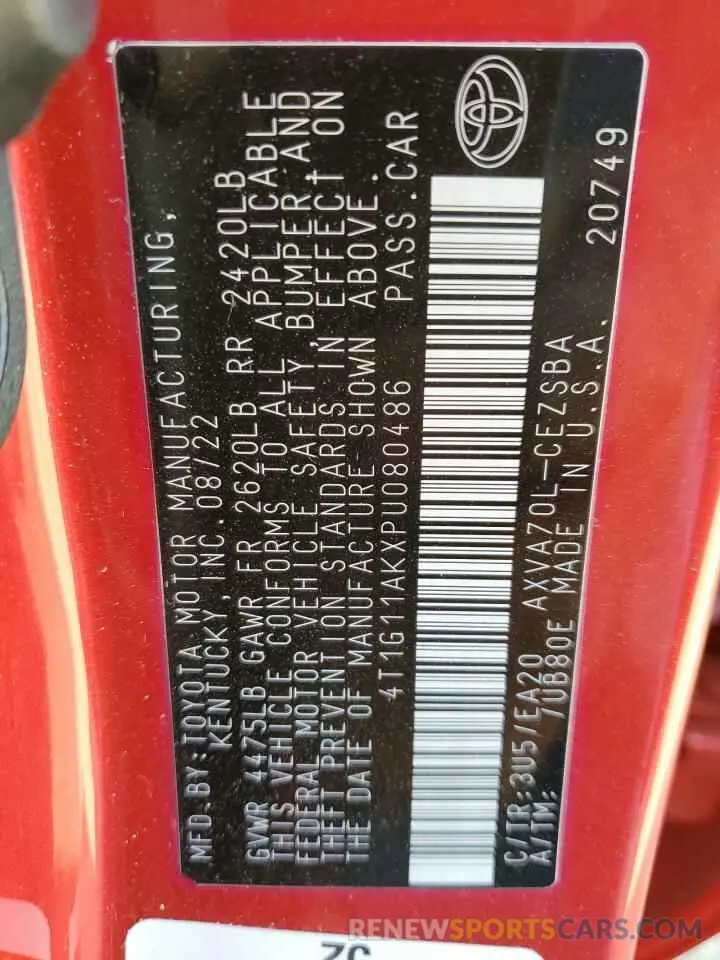 MFD.BY:TOYOTA MOTOR MANUFACTURING,
KENTUCKY, INC. 08/22
GVWR 4475LB GAWR FR 2620LB RR 2420LB
THIS VEHICLE CONFORMS TO ALL APPLICABLE
FEDERAL MOTOR VEHICLE SAFETY, BUMPER, AND
THEFT PREVENTION STANDARDS IN EFFECT ON
THE DATE OF MANUFACTURE SHOWN ABOVE.
4T1G11AKXPU080486 PASS.CAR
C/TR:3U5/EA20 AXVA70L-CEZSBA
A/TM: /UB80E MADE IN U.S.A. 20749
RENEWSPORTSCARS.COM